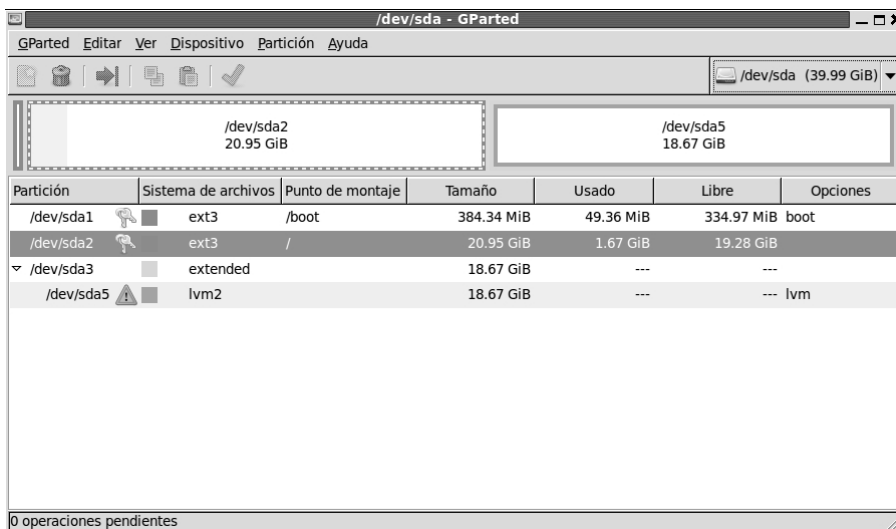 /dev/sda - GParted
GParted Editar Ver Dispositivo Partición Ayuda
/dev/sda (39.99 GiB)
/dev/sda2
20.95 GiB
/dev/sda5
18.67 GiB
Partición Sistema de archivos Punto de montaje Tamaño Usado Libre Opciones
/dev/sda1 ext3 /boot 384.34 MiB 49.36 MiB 334.97 MiB boot
/dev/sda2 ext3 / 20.95 GiB 1.67 GiB 19.28 GiB
/dev/sda3 extended 18.67 GiB --- ---
/dev/sda5 lvm2 18.67 GiB --- --- lvm
0 operaciones pendientes